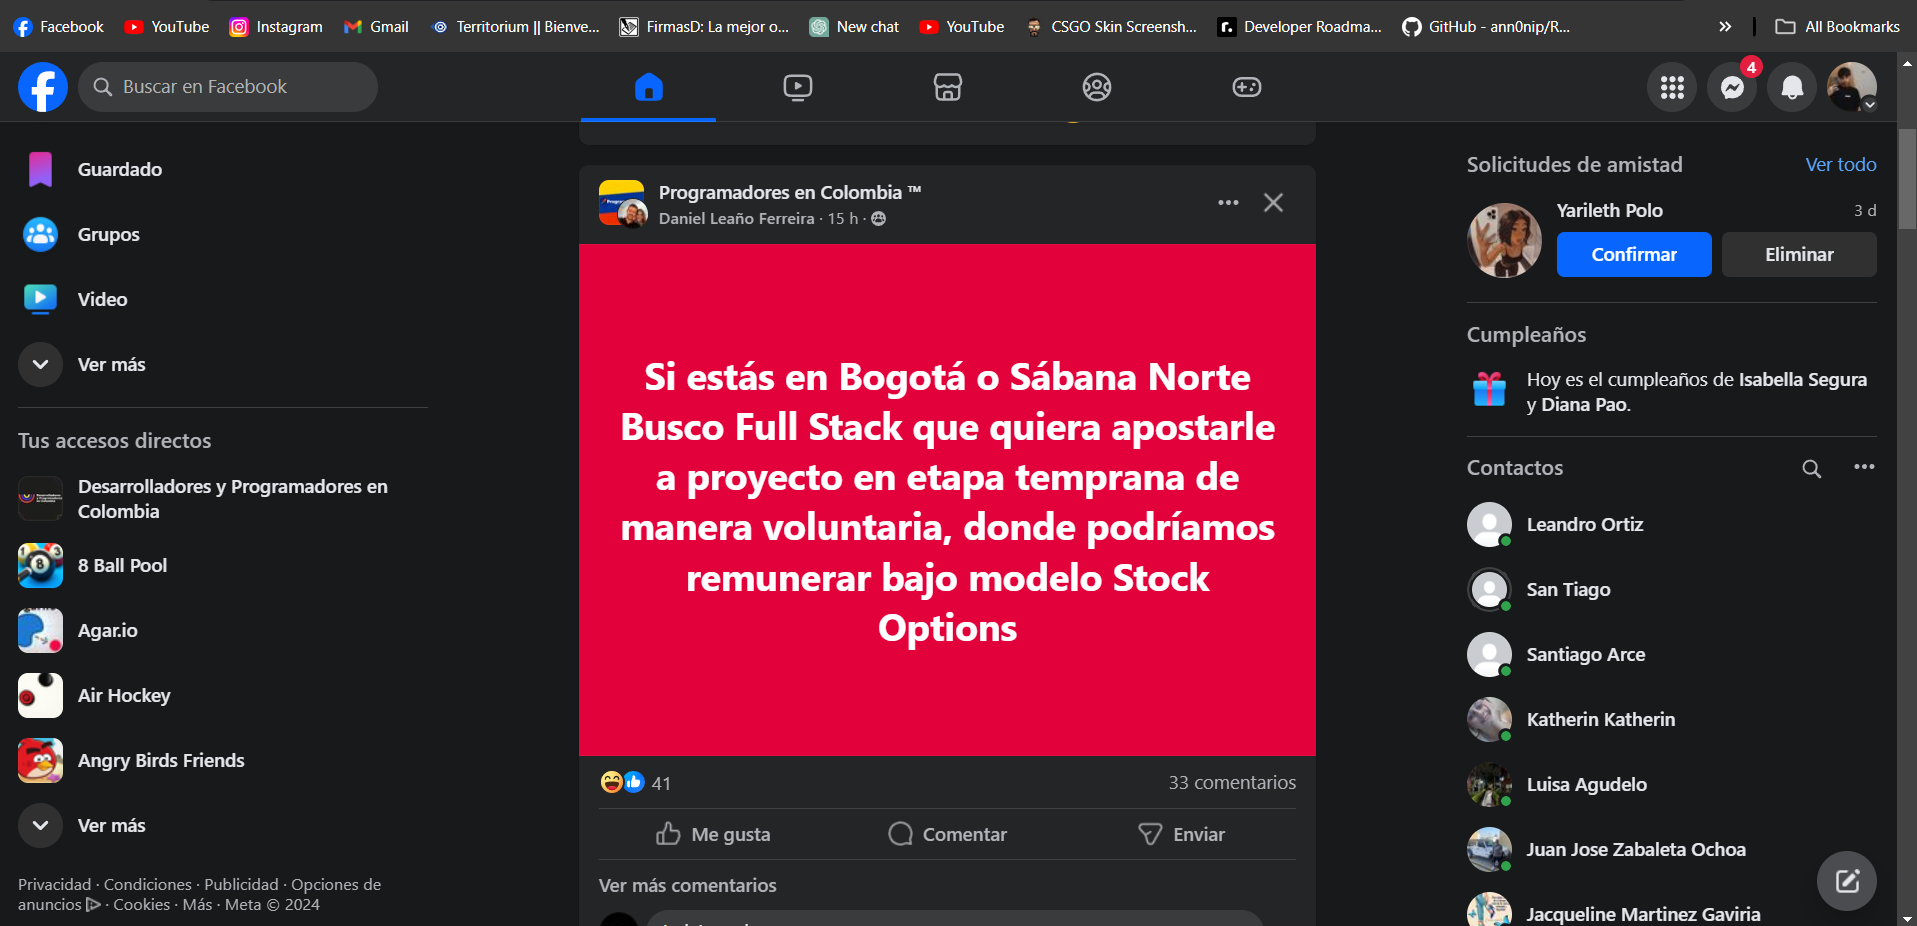 Facebook
YouTube
Instagram
Gmail
Territorium || Bienve...
FirmasD: La mejor o...
New chat
YouTube
CSGO Skin Screensh...
Developer Roadma...
GitHub - ann0nip/R...
All Bookmarks
Buscar en Facebook
4
Guardado
Grupos
Video
Ver más
Tus accesos directos
Desarrolladores y Programadores en
Colombia
8 Ball Pool
Agar.io
Air Hockey
Angry Birds Friends
Ver más
Privacidad · Condiciones · Publicidad · Opciones de
anuncios · Cookies · Más · Meta © 2024
Programadores en Colombia ™
Daniel Leaño Ferreira · 15 h ·
Si estás en Bogotá o Sábana Norte
Busco Full Stack que quiera apostarle
a proyecto en etapa temprana de
manera voluntaria, donde podríamos
remunerar bajo modelo Stock
Options
41
33 comentarios
Me gusta
Comentar
Enviar
Ver más comentarios
Solicitudes de amistad
Ver todo
Yarileth Polo
3 d
Confirmar
Eliminar
Cumpleaños
Hoy es el cumpleaños de Isabella Segura
y Diana Pao.
Contactos
Leandro Ortiz
San Tiago
Santiago Arce
Katherin Katherin
Luisa Agudelo
Juan Jose Zabaleta Ochoa
Jacqueline Martinez Gaviria